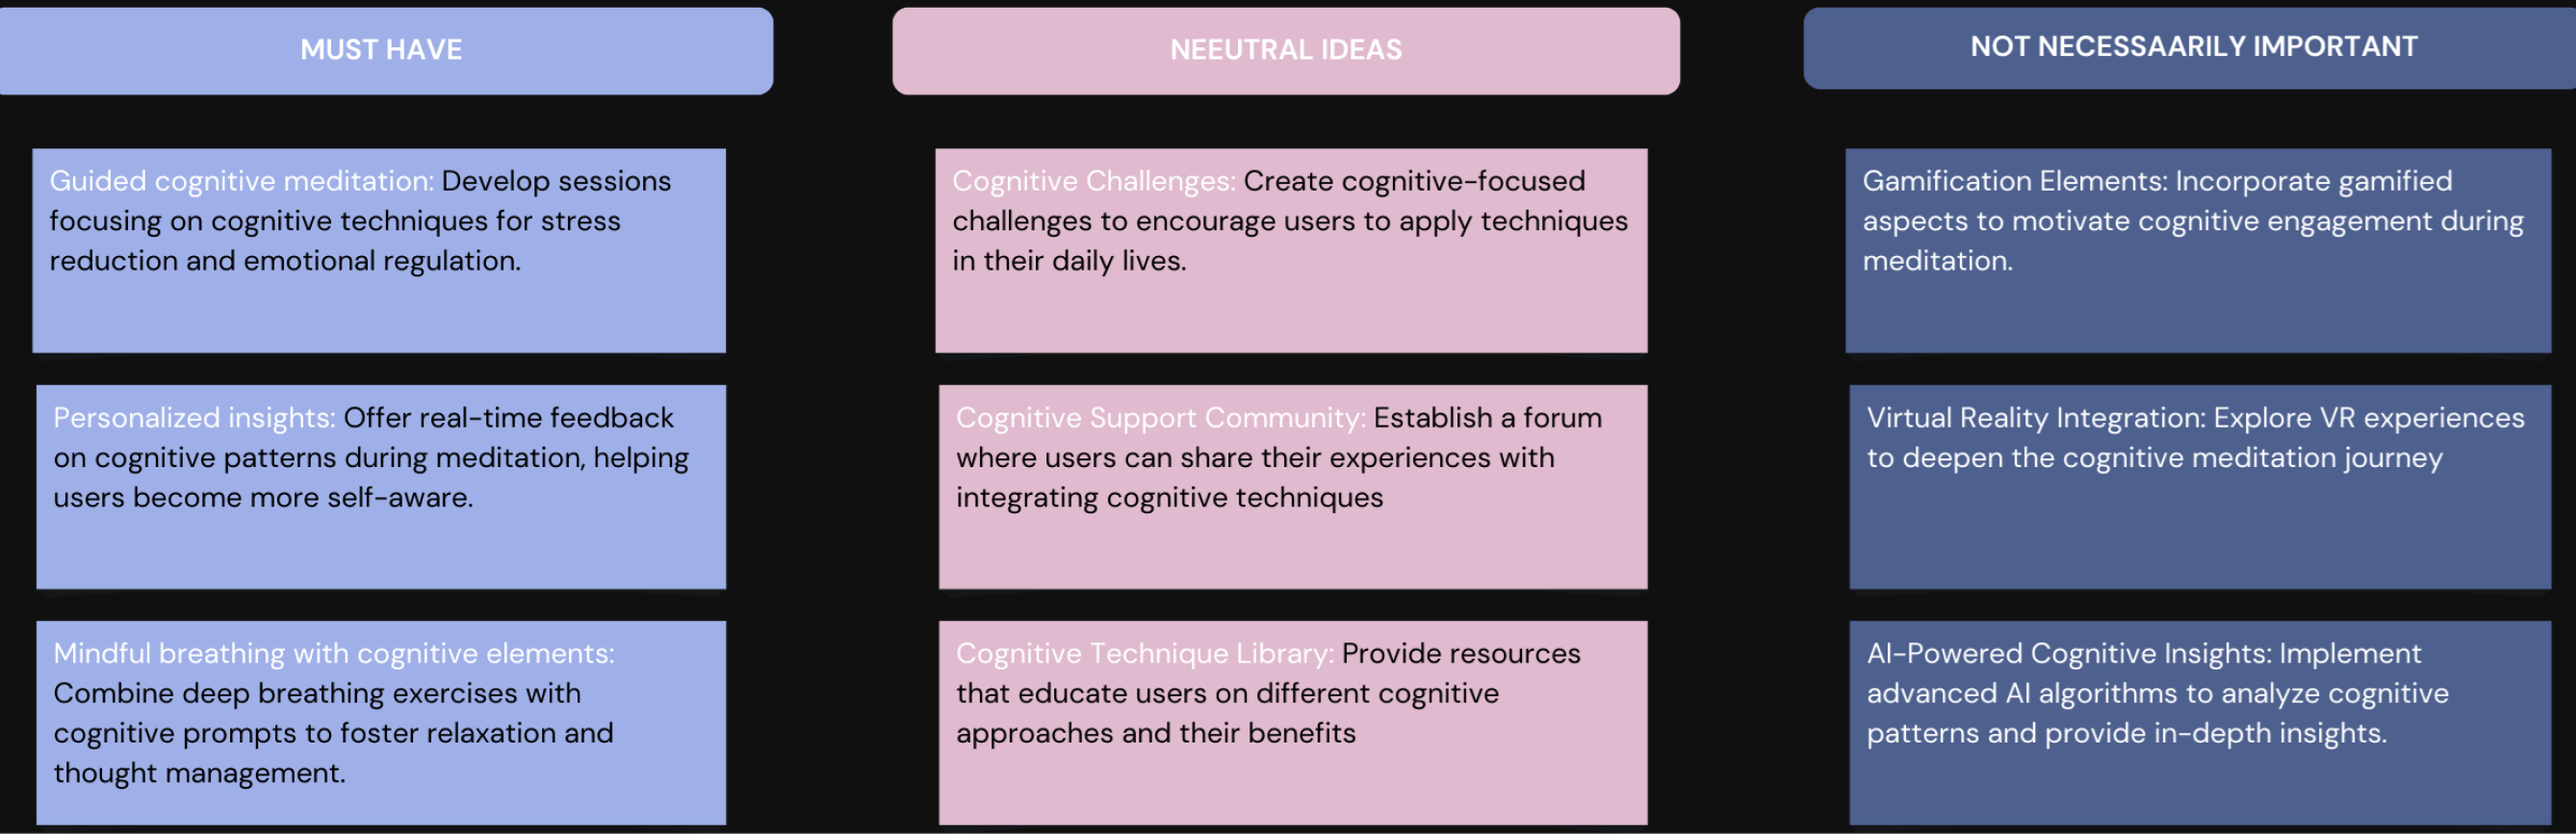 MUST HAVE
Guided cognitive meditation: Develop sessions
focusing on cognitive techniques for stress
reduction and emotional regulation.
Personalized insights: Offer real-time feedback
on cognitive patterns during meditation, helping
users become more self-aware.
Mindful breathing with cognitive elements:
Combine deep breathing exercises with
cognitive prompts to foster relaxation and
thought management.
NEEUTRAL IDEAS
Cognitive Challenges: Create cognitive-focused
challenges to encourage users to apply techniques
in their daily lives.
Cognitive Support Community: Establish a forum
where users can share their experiences with
integrating cognitive techniques
Cognitive Technique Library: Provide resources
that educate users on different cognitive
approaches and their benefits
NOT NECESSAARILY IMPORTANT
Gamification Elements: Incorporate gamified
aspects to motivate cognitive engagement during
meditation.
Virtual Reality Integration: Explore VR experiences
to deepen the cognitive meditation journey
AI-Powered Cognitive Insights: Implement
advanced AI algorithms to analyze cognitive
patterns and provide in-depth insights.